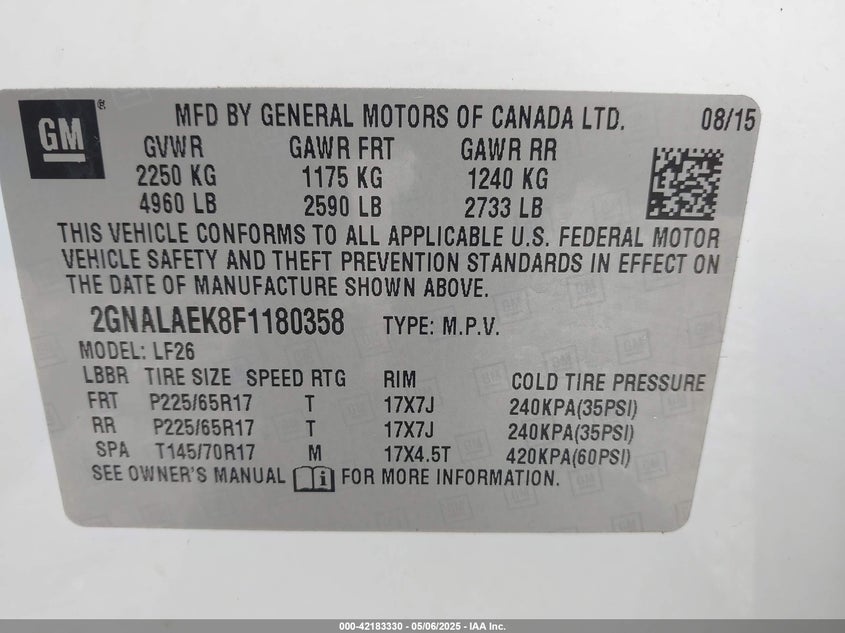 GM ®
MFD BY GENERAL MOTORS OF CANADA LTD. 08/15
GVWR GAWR FRT GAWR RR
2250 KG 1175 KG 1240 KG
4960 LB 2590 LB 2733 LB
THIS VEHICLE CONFORMS TO ALL APPLICABLE U.S. FEDERAL MOTOR
VEHICLE SAFETY AND THEFT PREVENTION STANDARDS IN EFFECT ON
THE DATE OF MANUFACTURE SHOWN ABOVE.
2GNALAEK8F1180358 TYPE: M.P.V.
MODEL: LF26
LBBR TIRE SIZE SPEED RTG RIM COLD TIRE PRESSURE
FRT P225/65R17 T 17X7J 240KPA(35PSI)
RR P225/65R17 T 17X7J 240KPA(35PSI)
SPA T145/70R17 M 17X4.5T 420KPA(60PSI)
SEE OWNER'S MANUAL FOR MORE INFORMATION.
000-42183330 - 05/06/2025 - IAA Inc.